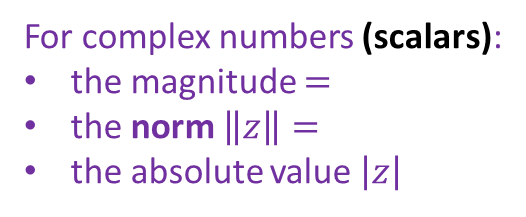 For complex numbers (scalars):
• the magnitude =
• the norm ‖z‖ =
• the absolute value |z|